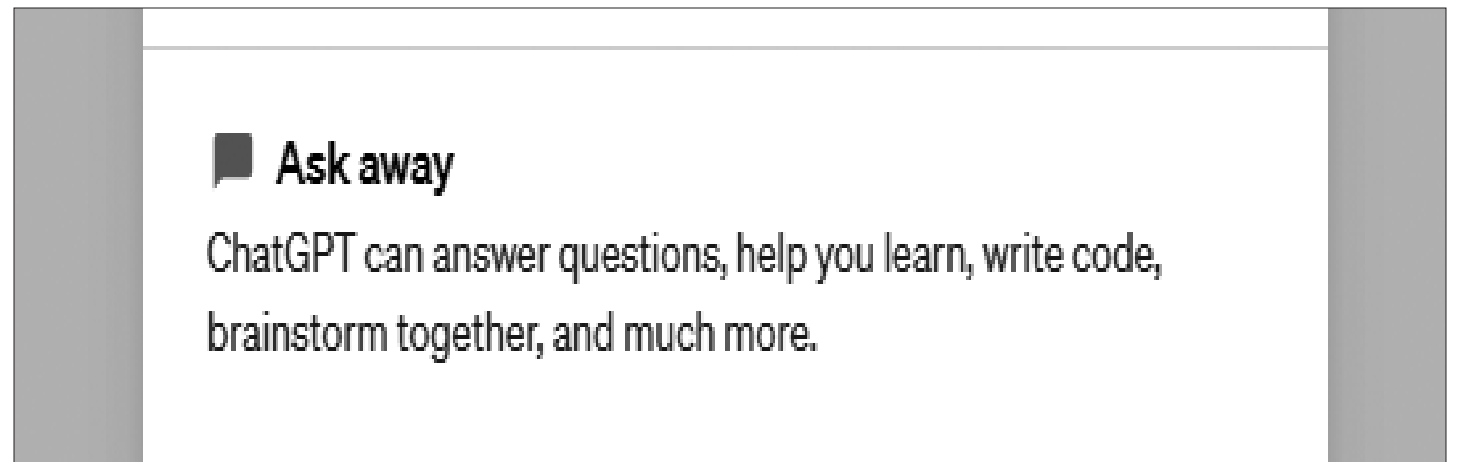 Ask away
ChatGPT can answer questions, help you learn, write code,
brainstorm together, and much more.